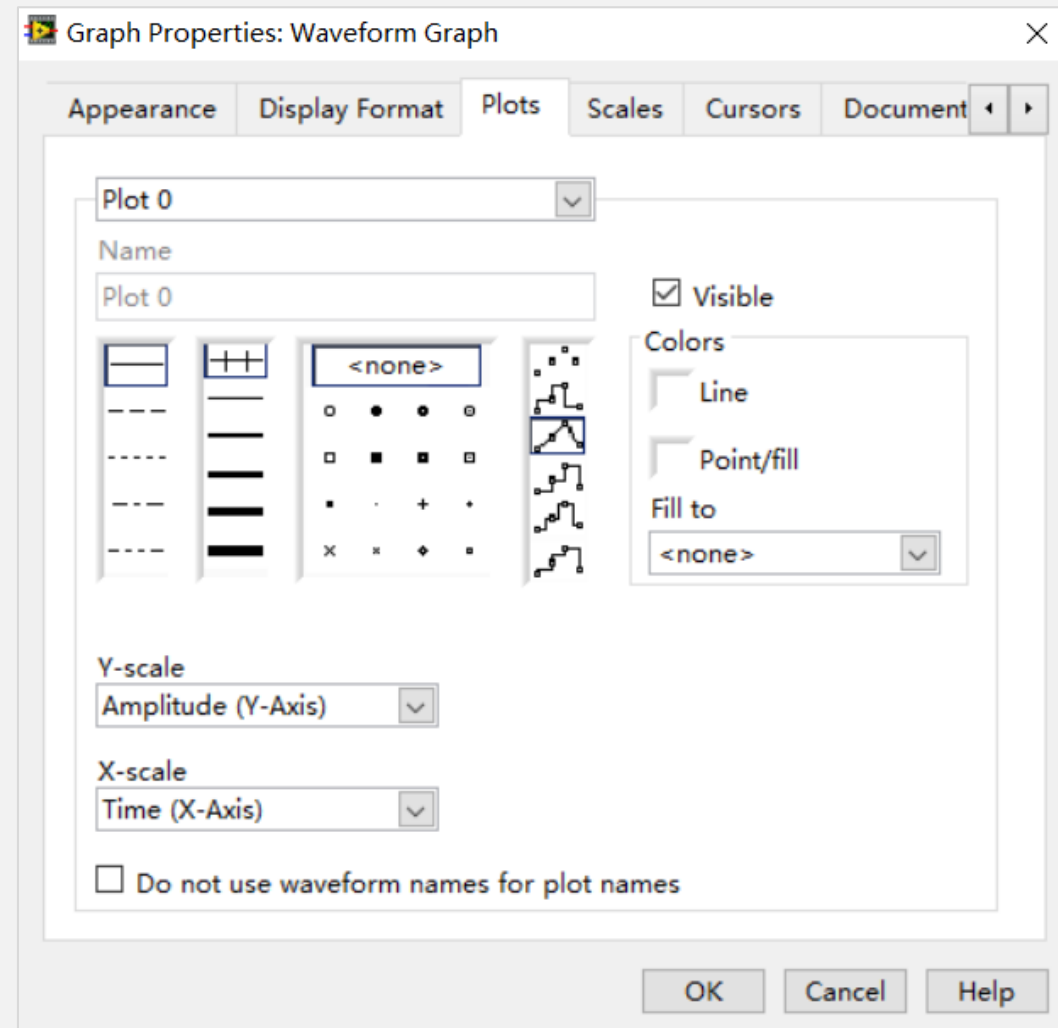 Graph Properties: Waveform Graph
Appearance Display Format Plots Scales Cursors Document
Plot 0
Name
Plot 0
Visible
<none>
Colors
Line
Point/fill
Fill to
<none>
Y-scale
Amplitude (Y-Axis)
X-scale
Time (X-Axis)
Do not use waveform names for plot names
OK Cancel Help